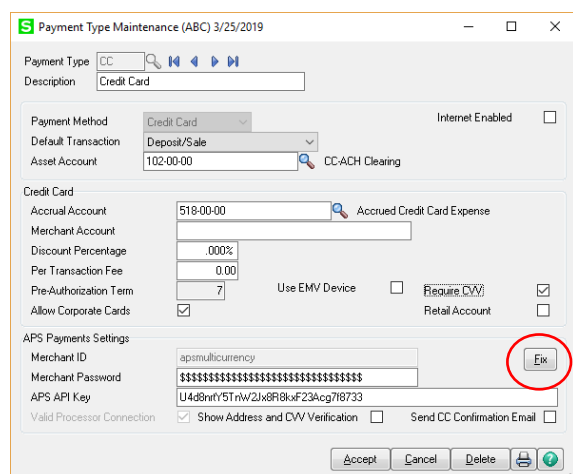 S Payment Type Maintenance (ABC) 3/25/2019
Payment Type CC
Description Credit Card
Payment Method Credit Card Internet Enabled
Default Transaction Deposit/Sale
Asset Account 102-00-00 CC-ACH Clearing
Credit Card
Accrual Account 518-00-00 Accrued Credit Card Expense
Merchant Account
Discount Percentage .000%
Per Transaction Fee 0.00
Pre-Authorization Term 7 Use EMV Device Require CVV
Allow Corporate Cards Retail Account
APS Payments Settings
Merchant ID apsmulticurrency Fix
Merchant Password $$$$$$$$$$$$$$$$$$$$$$$$$$$$$$$$
APS API Key U4d8nrfY5TnW2Jx8R8kxF23Acg7f8733
Valid Processor Connection Show Address and CVV Verification Send CC Confirmation Email
Accept Cancel Delete